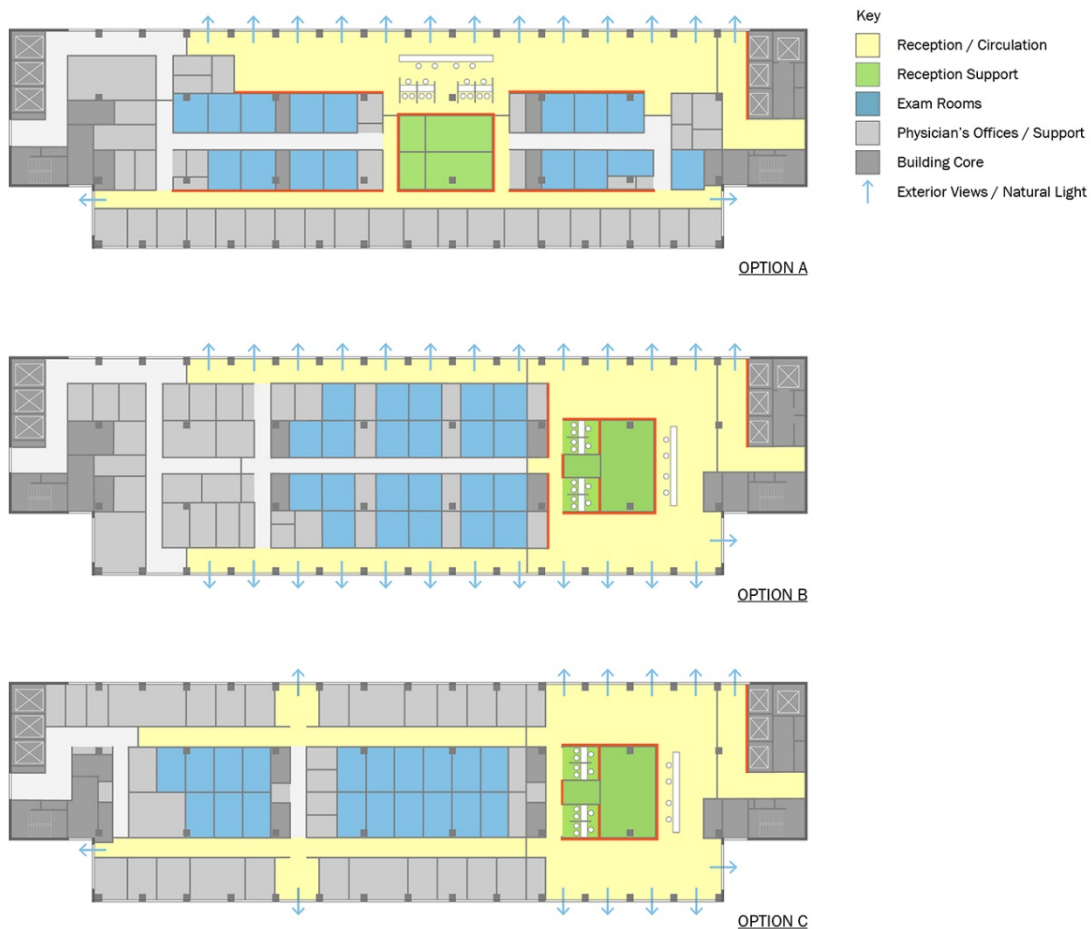 Key
Reception / Circulation
Reception Support
Exam Rooms
Physician's Offices / Support
Building Core
Exterior Views / Natural Light
OPTION A
OPTION B
OPTION C